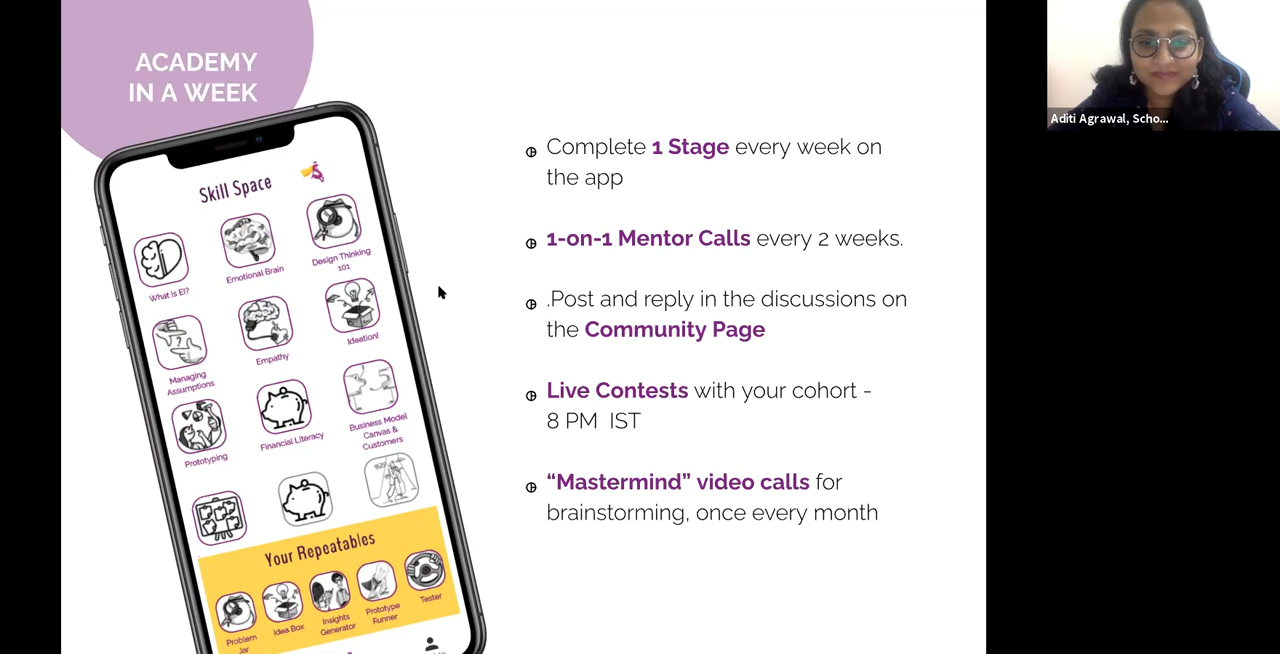 ACADEMY
IN A WEEK
Skill Space
What is EI?
Emotional Brain
Design Thinking
101
Managing
Assumptions
Empathy
Ideation!
Prototyping
Financial Literacy
Business Model
Canvas &
Customers
Your Repeatables
Problem
Jar
Idea Box
Insights
Generator
Prototype
Funner
Tester
Complete 1 Stage every week on
the app
1-on-1 Mentor Calls every 2 weeks.
.Post and reply in the discussions on
the Community Page
Live Contests with your cohort -
8 PM IST
“Mastermind” video calls for
brainstorming, once every month
Aditi Agrawal, Scho...